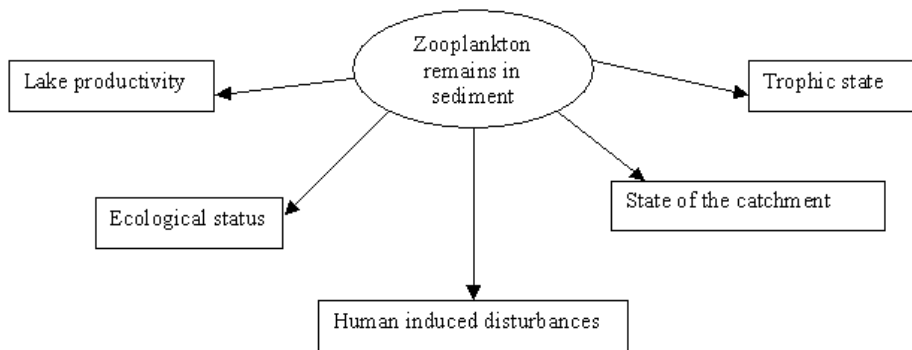 Zooplankton
remains in
sediment
Lake productivity
Trophic state
Ecological status
State of the catchment
Human induced disturbances